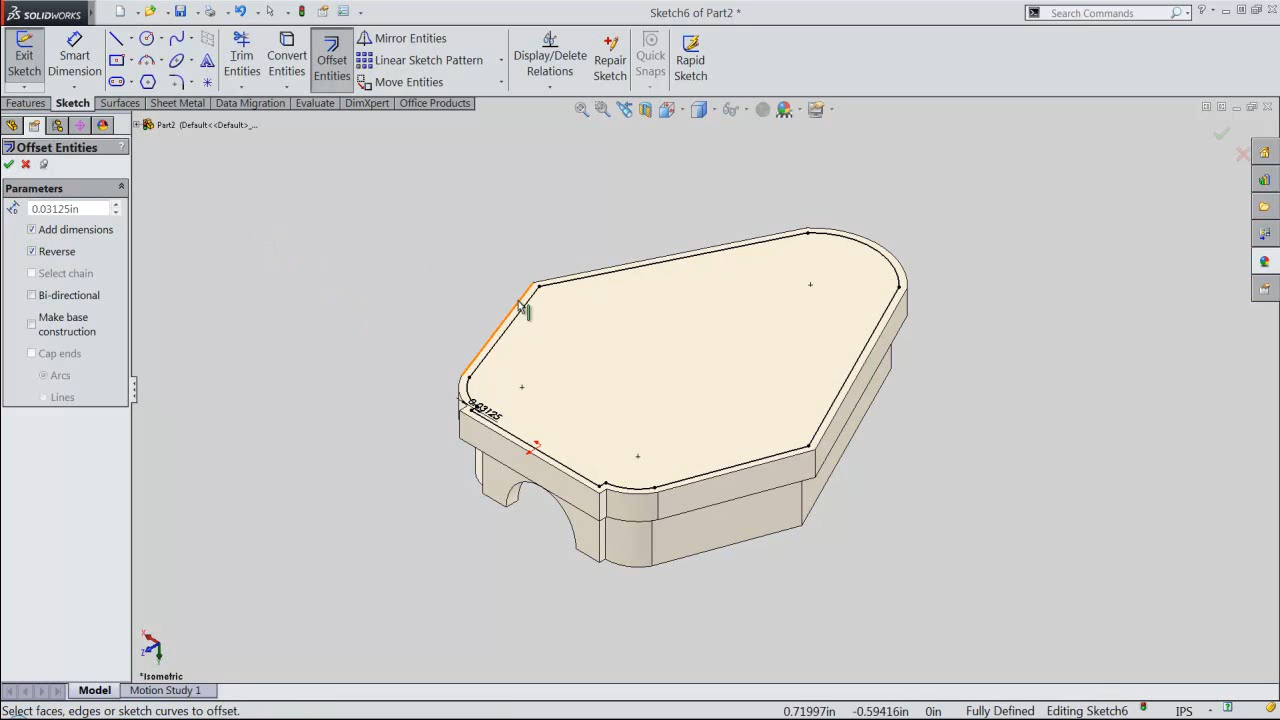 SOLIDWORKS
Sketch6 of Part2 *
Search Commands
Exit Sketch
Smart Dimension
Trim Entities
Convert Entities
Offset Entities
Mirror Entities
Linear Sketch Pattern
Move Entities
Display/Delete Relations
Repair Sketch
Quick Snaps
Rapid Sketch
Features
Sketch
Surfaces
Sheet Metal
Data Migration
Evaluate
DimXpert
Office Products
Part2 (Default<<Default>_...
Offset Entities
?
Parameters
0.03125in
Add dimensions
Reverse
Select chain
Bi-directional
Make base construction
Cap ends
Arcs
Lines
0.03125
X
Z
Y
*Isometric
Model
Motion Study 1
Select faces, edges or sketch curves to offset.
0.71997in
-0.59416in
0in
Fully Defined
Editing Sketch6
IPS